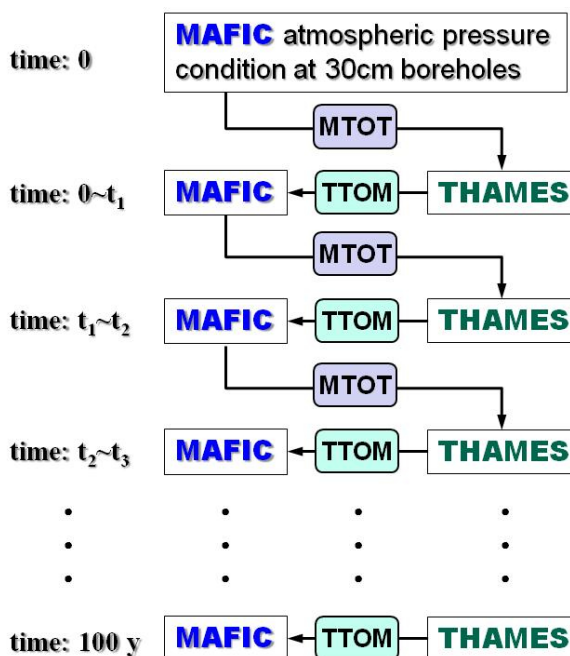 time: 0
MAFIC atmospheric pressure
condition at 30cm boreholes
MTOT
time: 0~t₁
MAFIC
TTOM
THAMES
MTOT
time: t₁~t₂
MAFIC
TTOM
THAMES
MTOT
time: t₂~t₃
MAFIC
TTOM
THAMES
time: 100 y
MAFIC
TTOM
THAMES